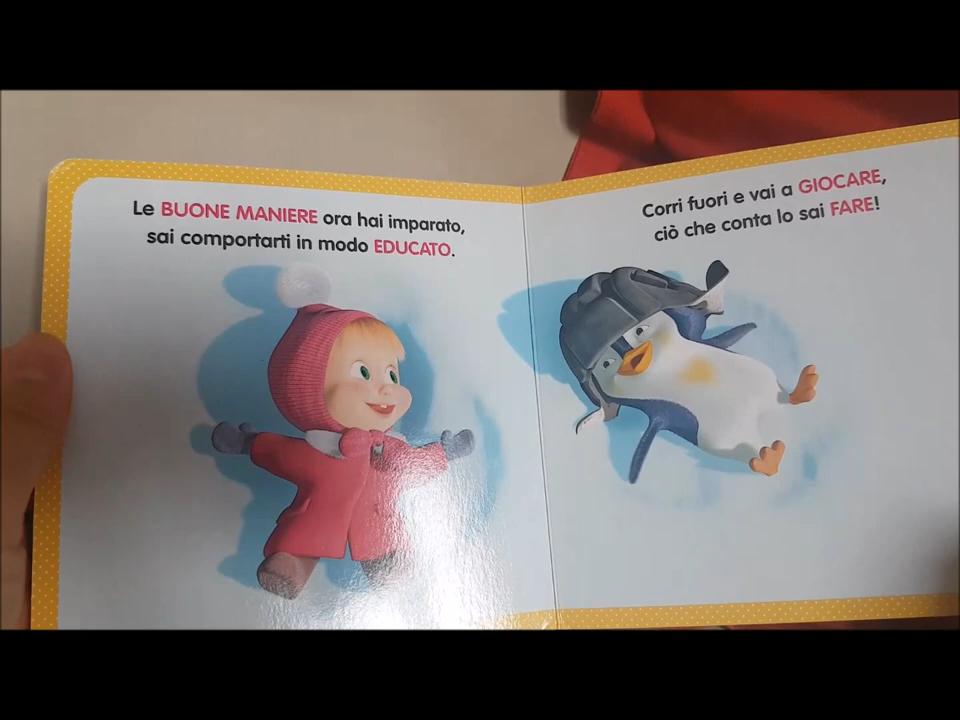 Le BUONE MANIERE ora hai imparato,
sai comportarti in modo EDUCATO.
Corri fuori e vai a GIOCARE,
ciò che conta lo sai FARE!